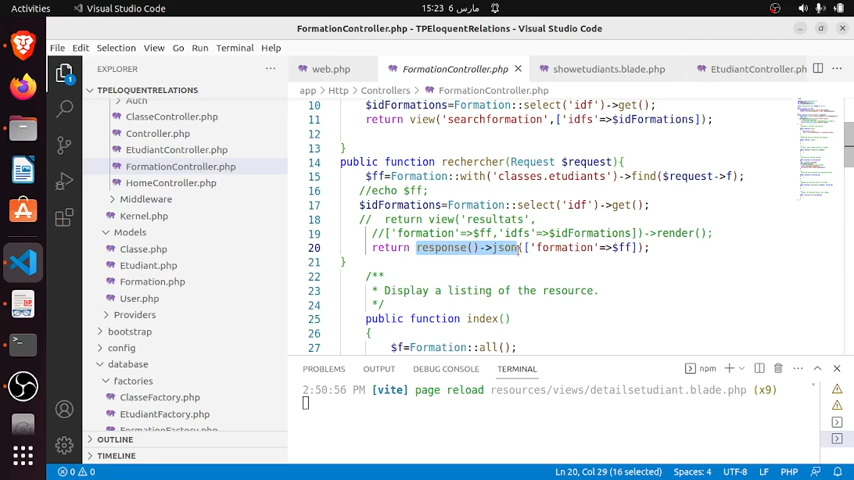 Activities
Visual Studio Code
15:23 6 مارس
FormationController.php - TPEloquentRelations - Visual Studio Code
File Edit Selection View Go Run Terminal Help
EXPLORER
TPELOQUENTRELATIONS
Auth
ClasseController.php
Controller.php
EtudiantController.php
FormationController.php
HomeController.php
Middleware
Kernel.php
Models
Classe.php
Etudiant.php
Formation.php
User.php
Providers
bootstrap
config
database
factories
ClasseFactory.php
EtudiantFactory.php
FormationFactory.php
OUTLINE
TIMELINE
web.php FormationController.php showetudiants.blade.php EtudiantController.ph
app > Http > Controllers > FormationController.php
10 $idFormations=Formation::select('idf')->get();
11 return view('searchformation',['idfs'=>$idFormations]);
12
13 }
14 public function rechercher(Request $request){
15 $ff=Formation::with('classes.etudiants')->find($request->f);
16 //echo $ff;
17 $idFormations=Formation::select('idf')->get();
18 // return view('resultats',
19 //['formation'=>$ff,'idfs'=>$idFormations])->render();
20 return response()->json(['formation'=>$ff]);
21 }
22 /**
23 * Display a listing of the resource.
24 */
25 public function index()
26 {
27 $f=Formation::all();
PROBLEMS OUTPUT DEBUG CONSOLE TERMINAL
npm
2:50:56 PM [vite] page reload resources/views/detailsetudiant.blade.php (x9)
0 0 Ln 20, Col 29 (16 selected) Spaces: 4 UTF-8 LF PHP